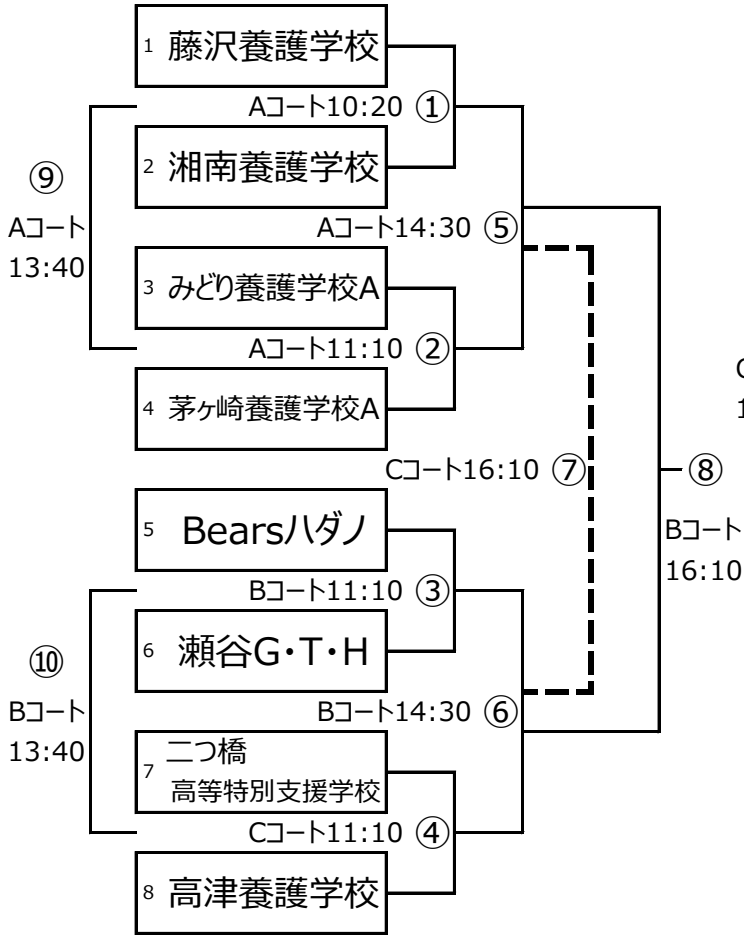 1 藤沢養護学校
Aコート10:20 ①
2 湘南養護学校
⑨
Aコート
13:40
Aコート14:30 ⑤
3 みどり養護学校A
Aコート11:10 ②
4 茅ヶ崎養護学校A
Cコート16:10 ⑦
⑧
Bコート
16:10
5 Bearsハダノ
Bコート11:10 ③
6 瀬谷G・T・H
⑩
Bコート
13:40
Bコート14:30 ⑥
7 二つ橋
高等特別支援学校
Cコート11:10 ④
8 高津養護学校